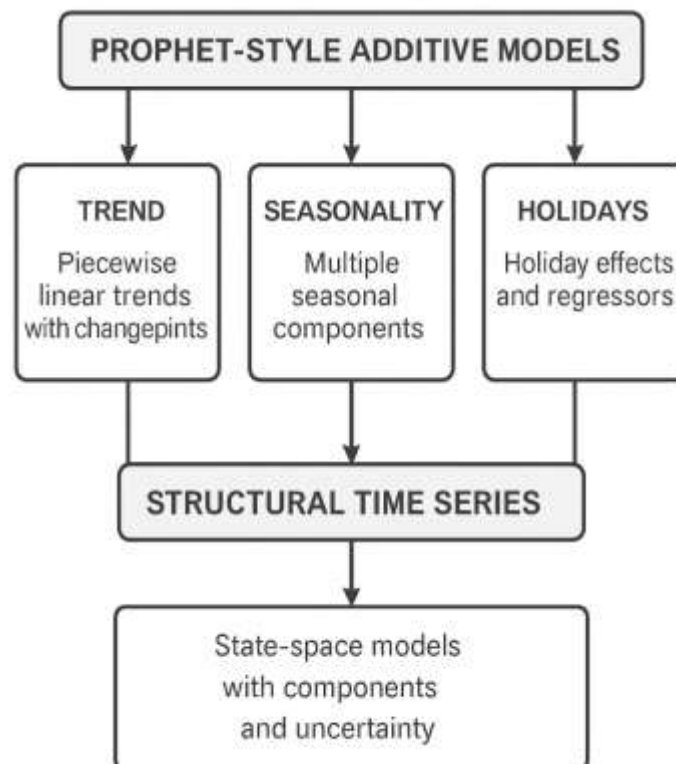 PROPHET-STYLE ADDITIVE MODELS
TREND
Piecewise
linear trends
with changepints
SEASONALITY
Multiple
seasonal
components
HOLIDAYS
Holiday effects
and regressors
STRUCTURAL TIME SERIES
State-space models
with components
and uncertainty